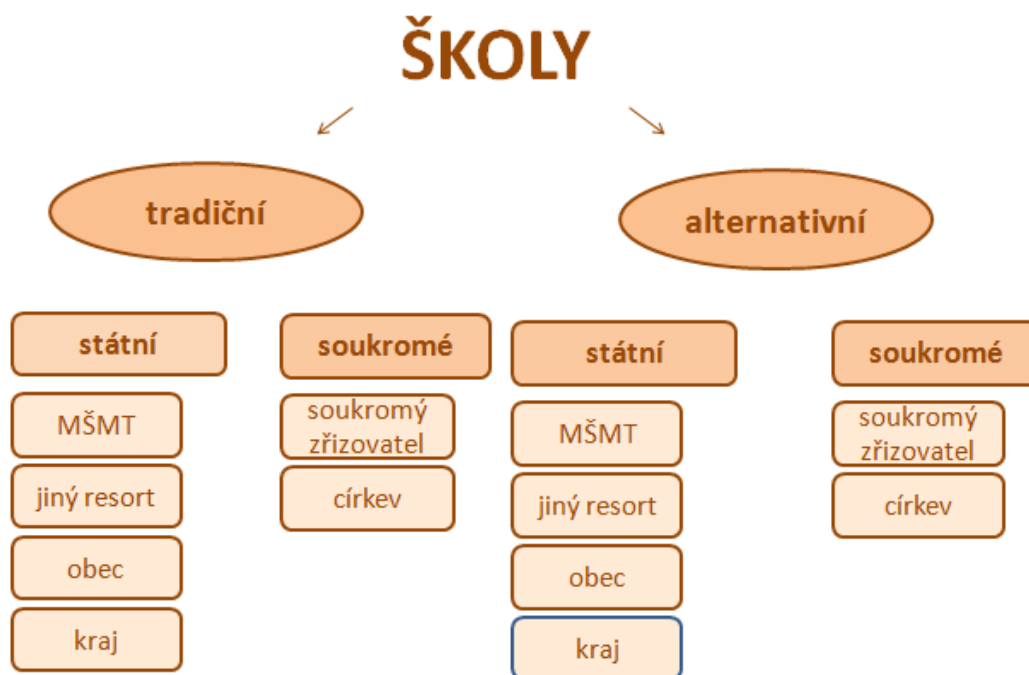 ŠKOLY
tradiční
alternativní
státní
soukromé
státní
soukromé
MŠMT
soukromý
zřizovatel
MŠMT
soukromý
zřizovatel
jiný resort
církev
jiný resort
církev
obec
obec
kraj
kraj